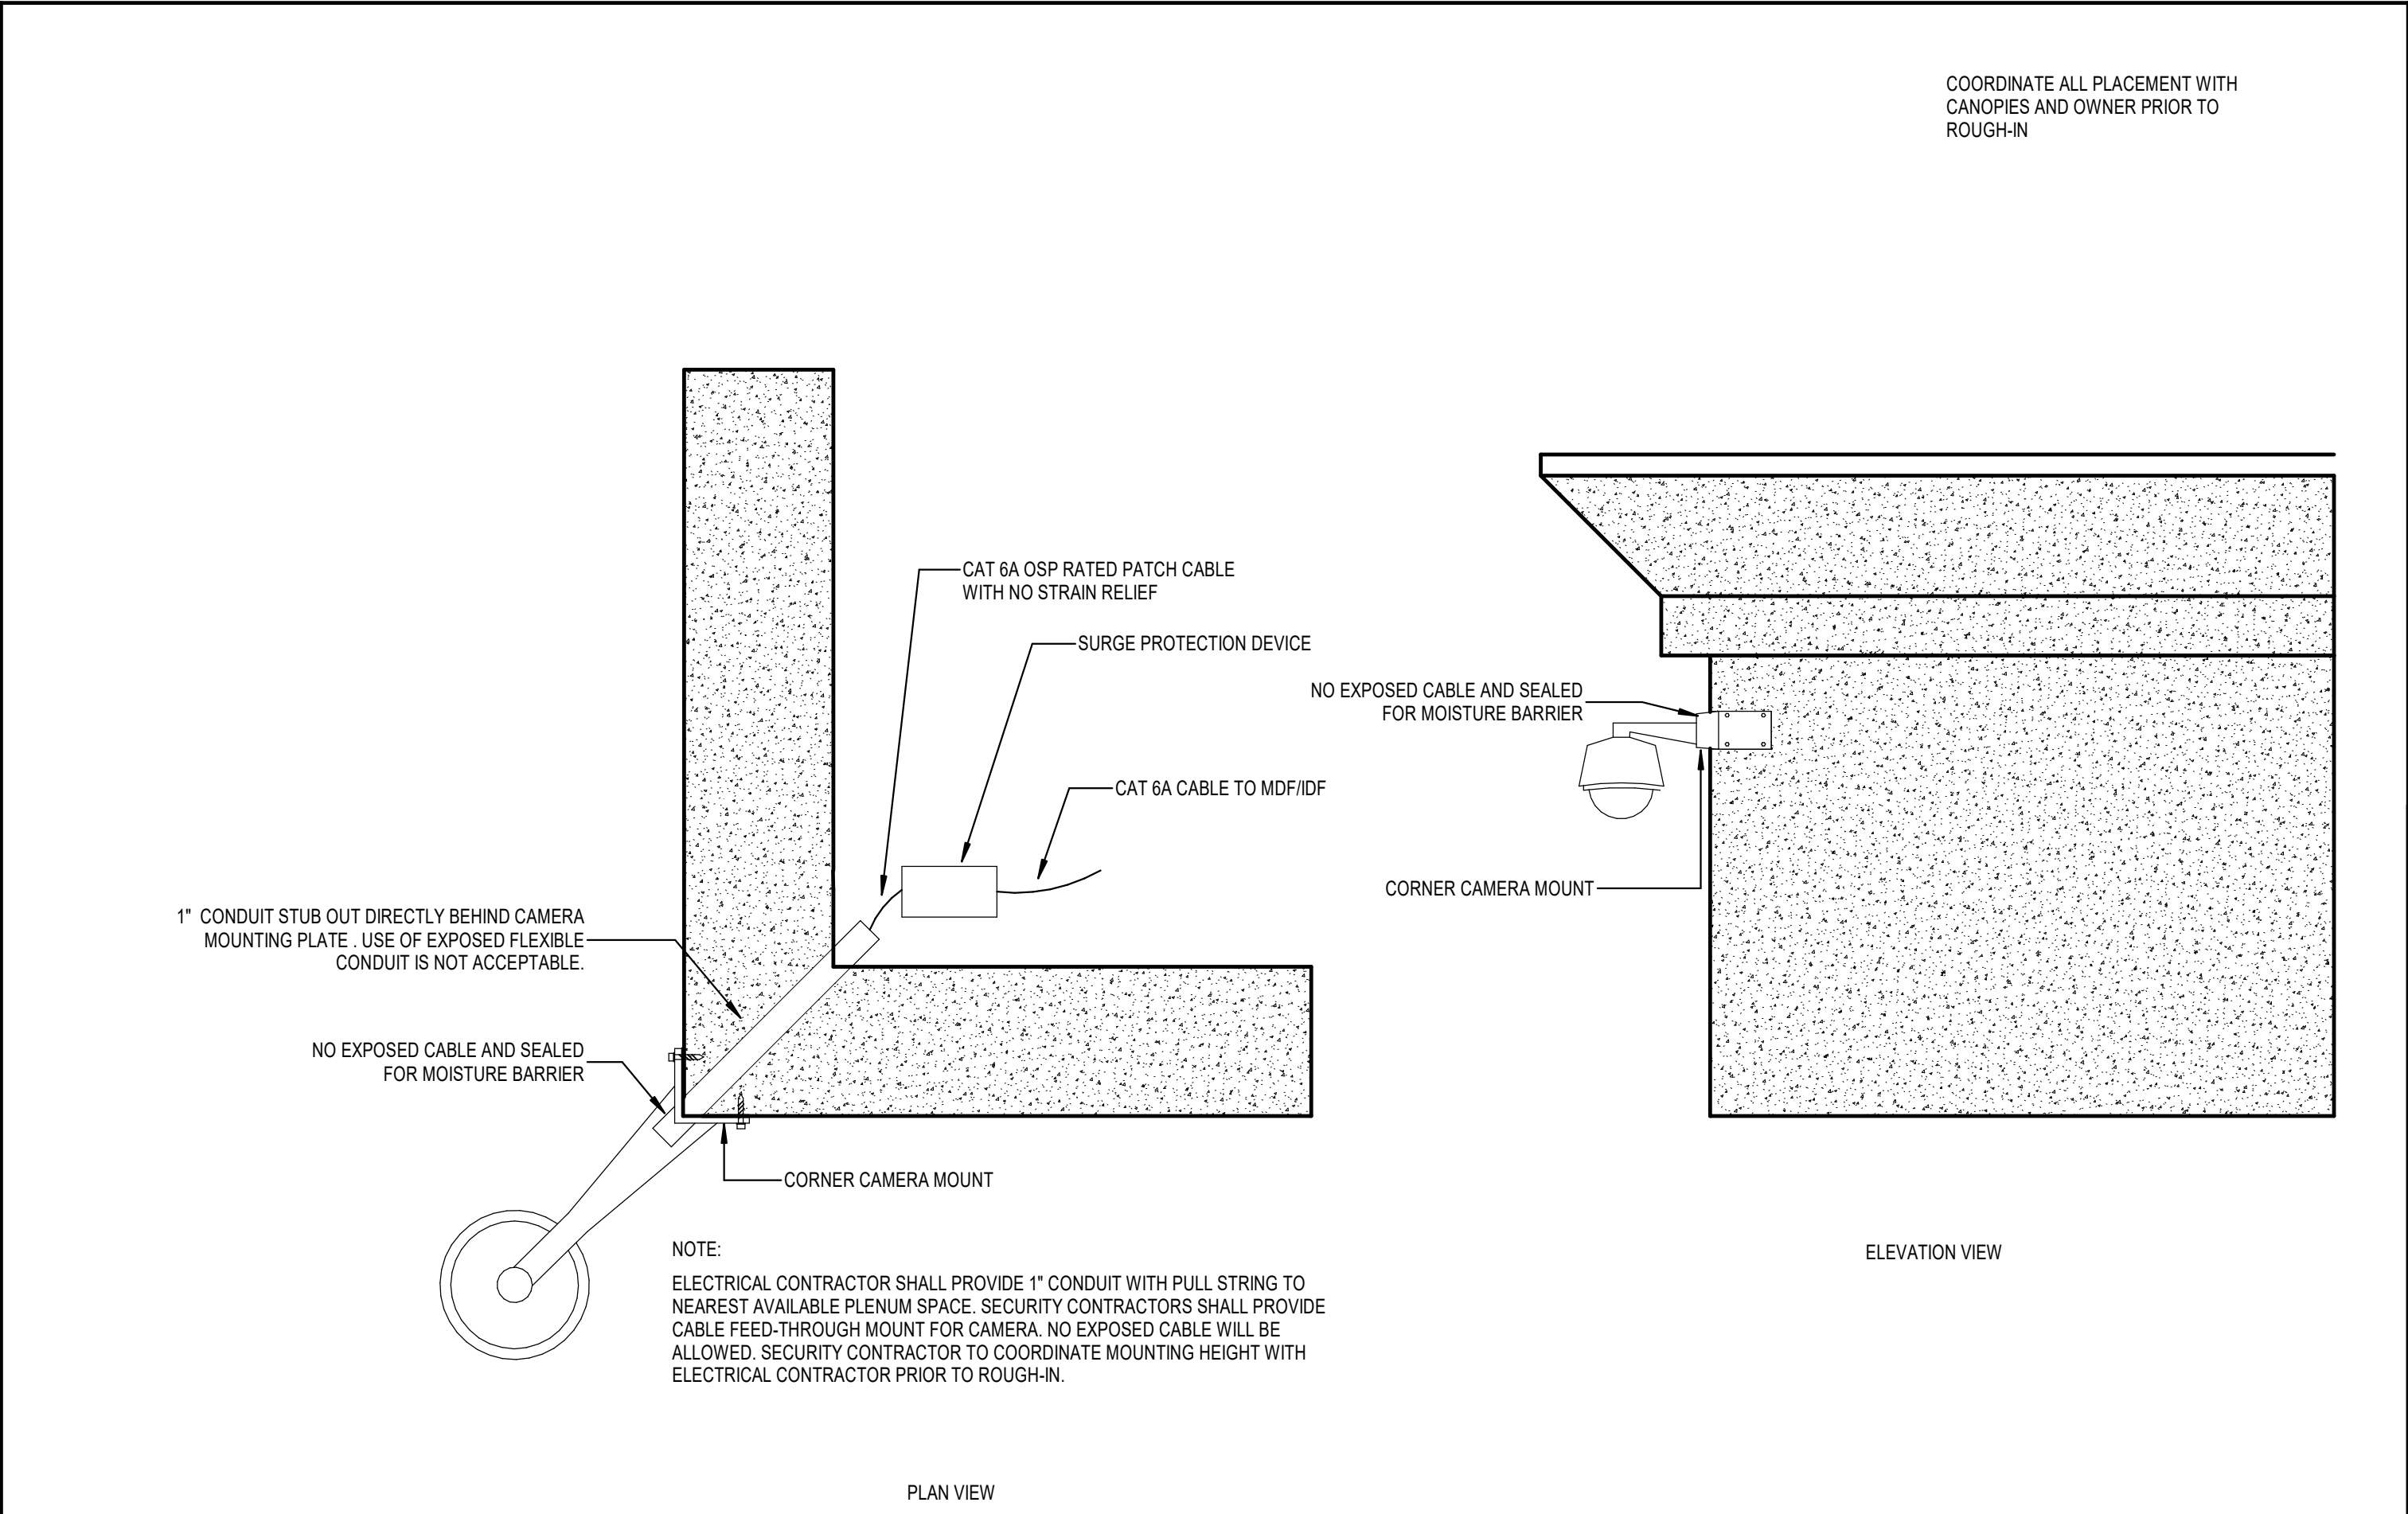 COORDINATE ALL PLACEMENT WITH
CANOPIES AND OWNER PRIOR TO
ROUGH-IN
CAT 6A OSP RATED PATCH CABLE
WITH NO STRAIN RELIEF
SURGE PROTECTION DEVICE
CAT 6A CABLE TO MDF/IDF
1" CONDUIT STUB OUT DIRECTLY BEHIND CAMERA
MOUNTING PLATE . USE OF EXPOSED FLEXIBLE
CONDUIT IS NOT ACCEPTABLE.
NO EXPOSED CABLE AND SEALED
FOR MOISTURE BARRIER
CORNER CAMERA MOUNT
NOTE:
ELECTRICAL CONTRACTOR SHALL PROVIDE 1" CONDUIT WITH PULL STRING TO
NEAREST AVAILABLE PLENUM SPACE. SECURITY CONTRACTORS SHALL PROVIDE
CABLE FEED-THROUGH MOUNT FOR CAMERA. NO EXPOSED CABLE WILL BE
ALLOWED. SECURITY CONTRACTOR TO COORDINATE MOUNTING HEIGHT WITH
ELECTRICAL CONTRACTOR PRIOR TO ROUGH-IN.
PLAN VIEW
NO EXPOSED CABLE AND SEALED
FOR MOISTURE BARRIER
CORNER CAMERA MOUNT
ELEVATION VIEW